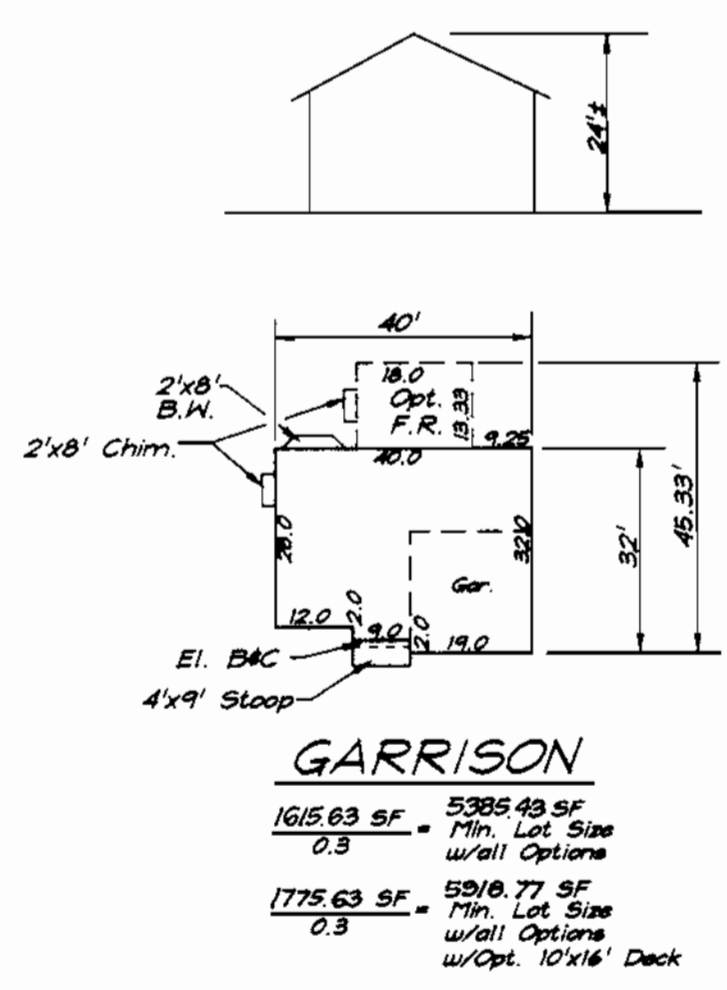 24'±
40'
18.0
Opt.
F.R.
13.33
2'x8'
B.W.
2'x8' Chim.
9.25
40.0
45.33'
32'
28.0
32.0
Gar.
12.0
2.0
9.0
2.0
19.0
El. B&C
4'x9' Stoop
GARRISON
1615.63 SF
0.3
=
5385.43 SF
Min. Lot Size
w/all Options
1775.63 SF
0.3
=
5918.77 SF
Min. Lot Size
w/all Options
w/Opt. 10'x16' Deck